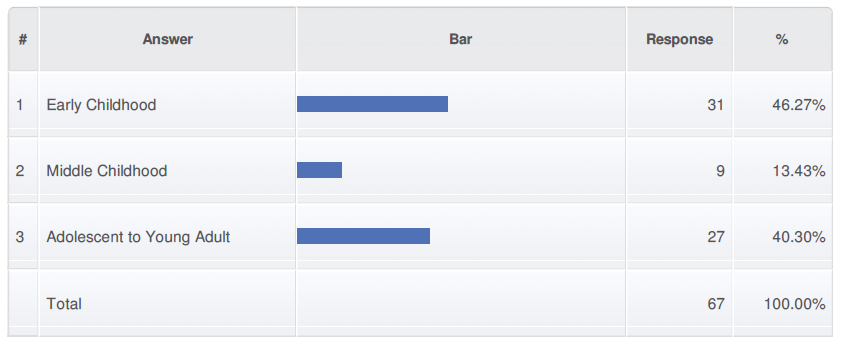 # Answer Bar Response %
1 Early Childhood 31 46.27%
2 Middle Childhood 9 13.43%
3 Adolescent to Young Adult 27 40.30%
Total 67 100.00%